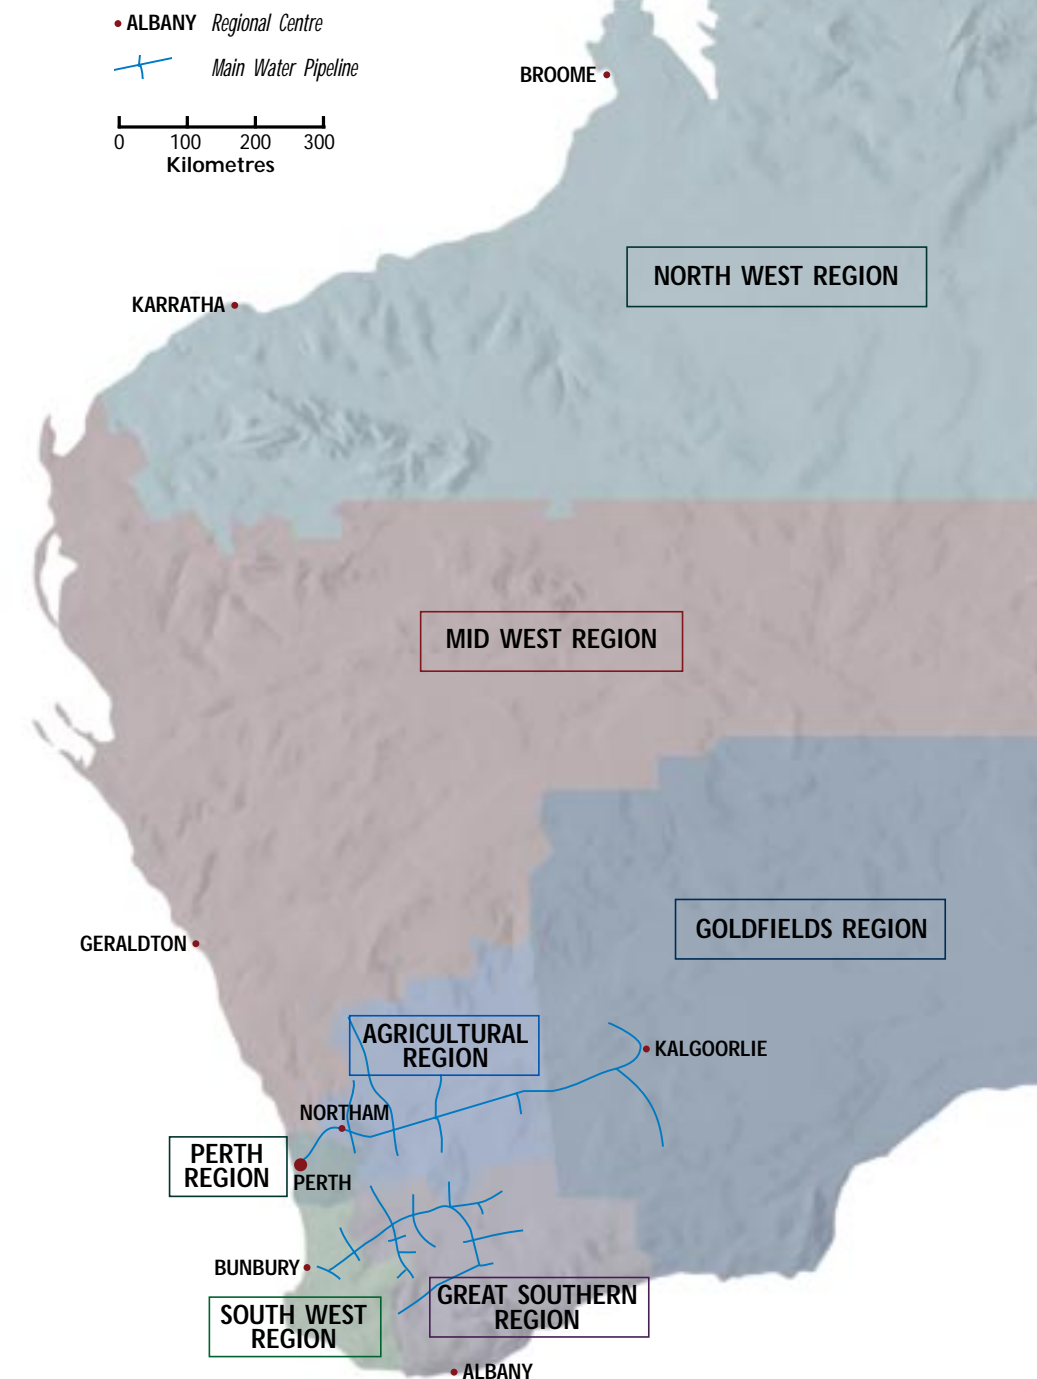 ALBANY Regional Centre
Main Water Pipeline
0 100 200 300
Kilometres
BROOME
NORTH WEST REGION
KARRATHA
MID WEST REGION
GOLDFIELDS REGION
GERALDTON
AGRICULTURAL
REGION
KALGOORLIE
NORTHAM
PERTH
REGION
PERTH
BUNBURY
SOUTH WEST
REGION
GREAT SOUTHERN
REGION
ALBANY